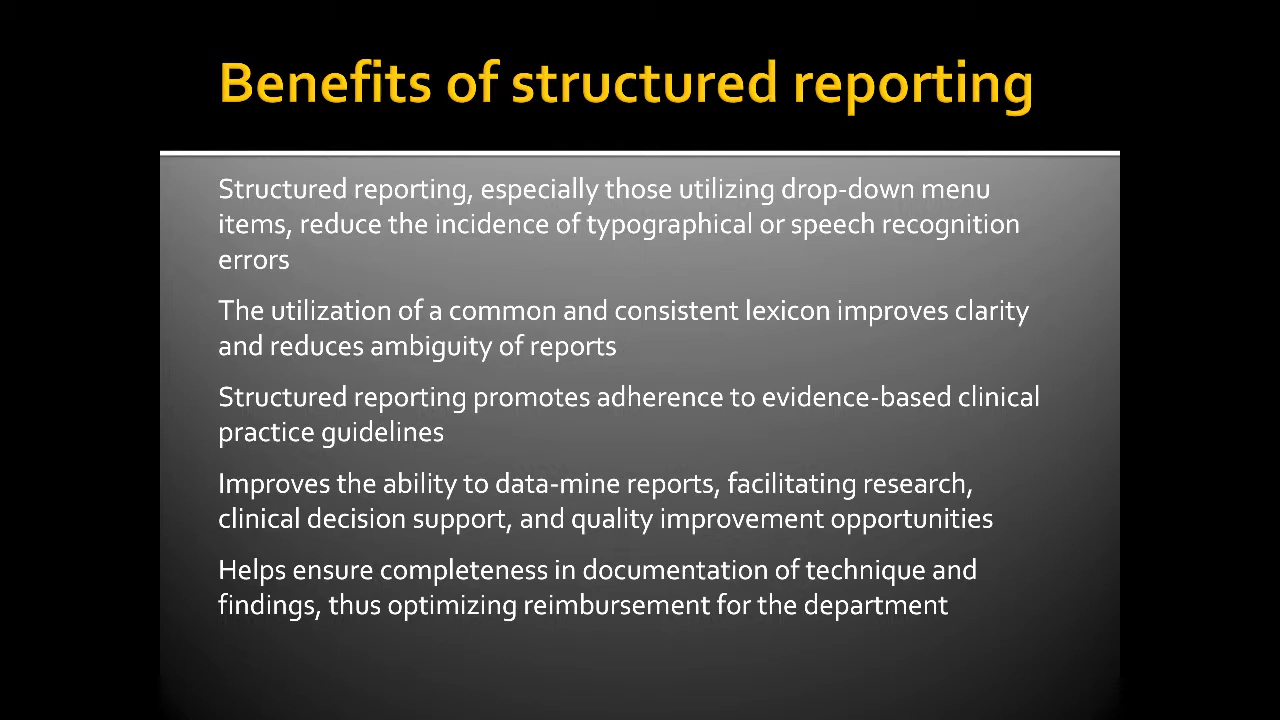 Benefits of structured reporting
Structured reporting, especially those utilizing drop-down menu
items, reduce the incidence of typographical or speech recognition
errors
The utilization of a common and consistent lexicon improves clarity
and reduces ambiguity of reports
Structured reporting promotes adherence to evidence-based clinical
practice guidelines
Improves the ability to data-mine reports, facilitating research,
clinical decision support, and quality improvement opportunities
Helps ensure completeness in documentation of technique and
findings, thus optimizing reimbursement for the department